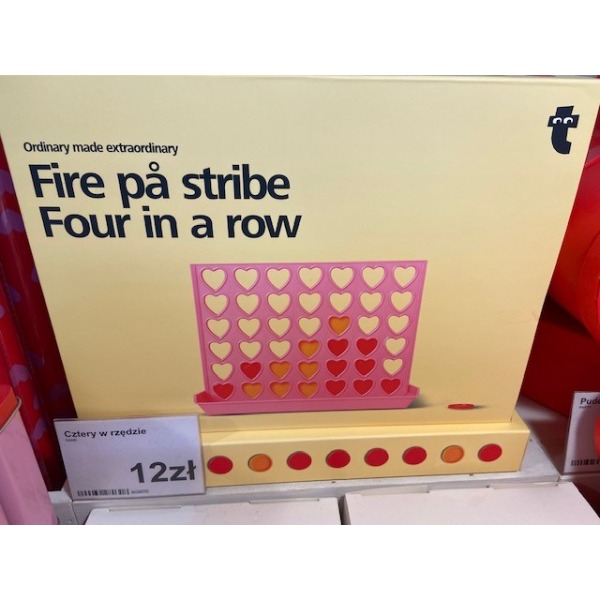 Ordinary made extraordinary
Fire på stribe
Four in a row
Cztery w rzędzie
12zł